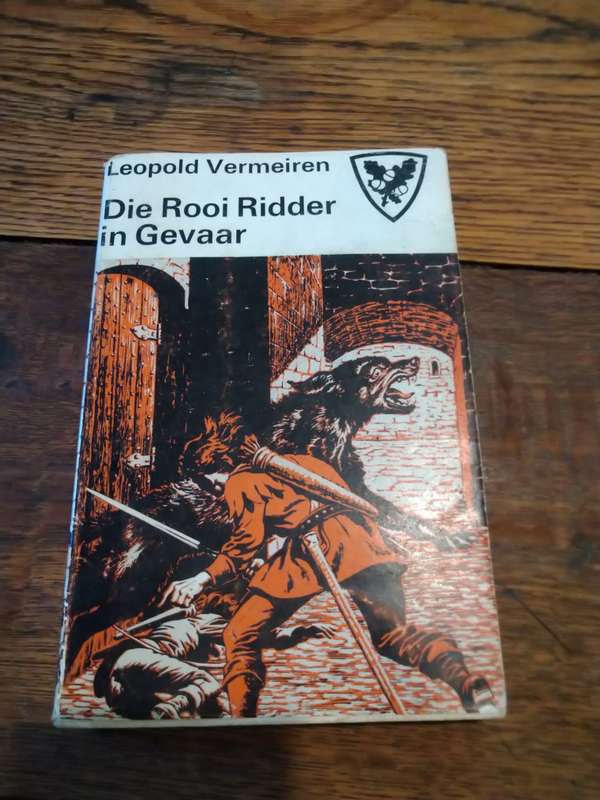 Leopold Vermeiren
Die Rooi Ridder
in Gevaar